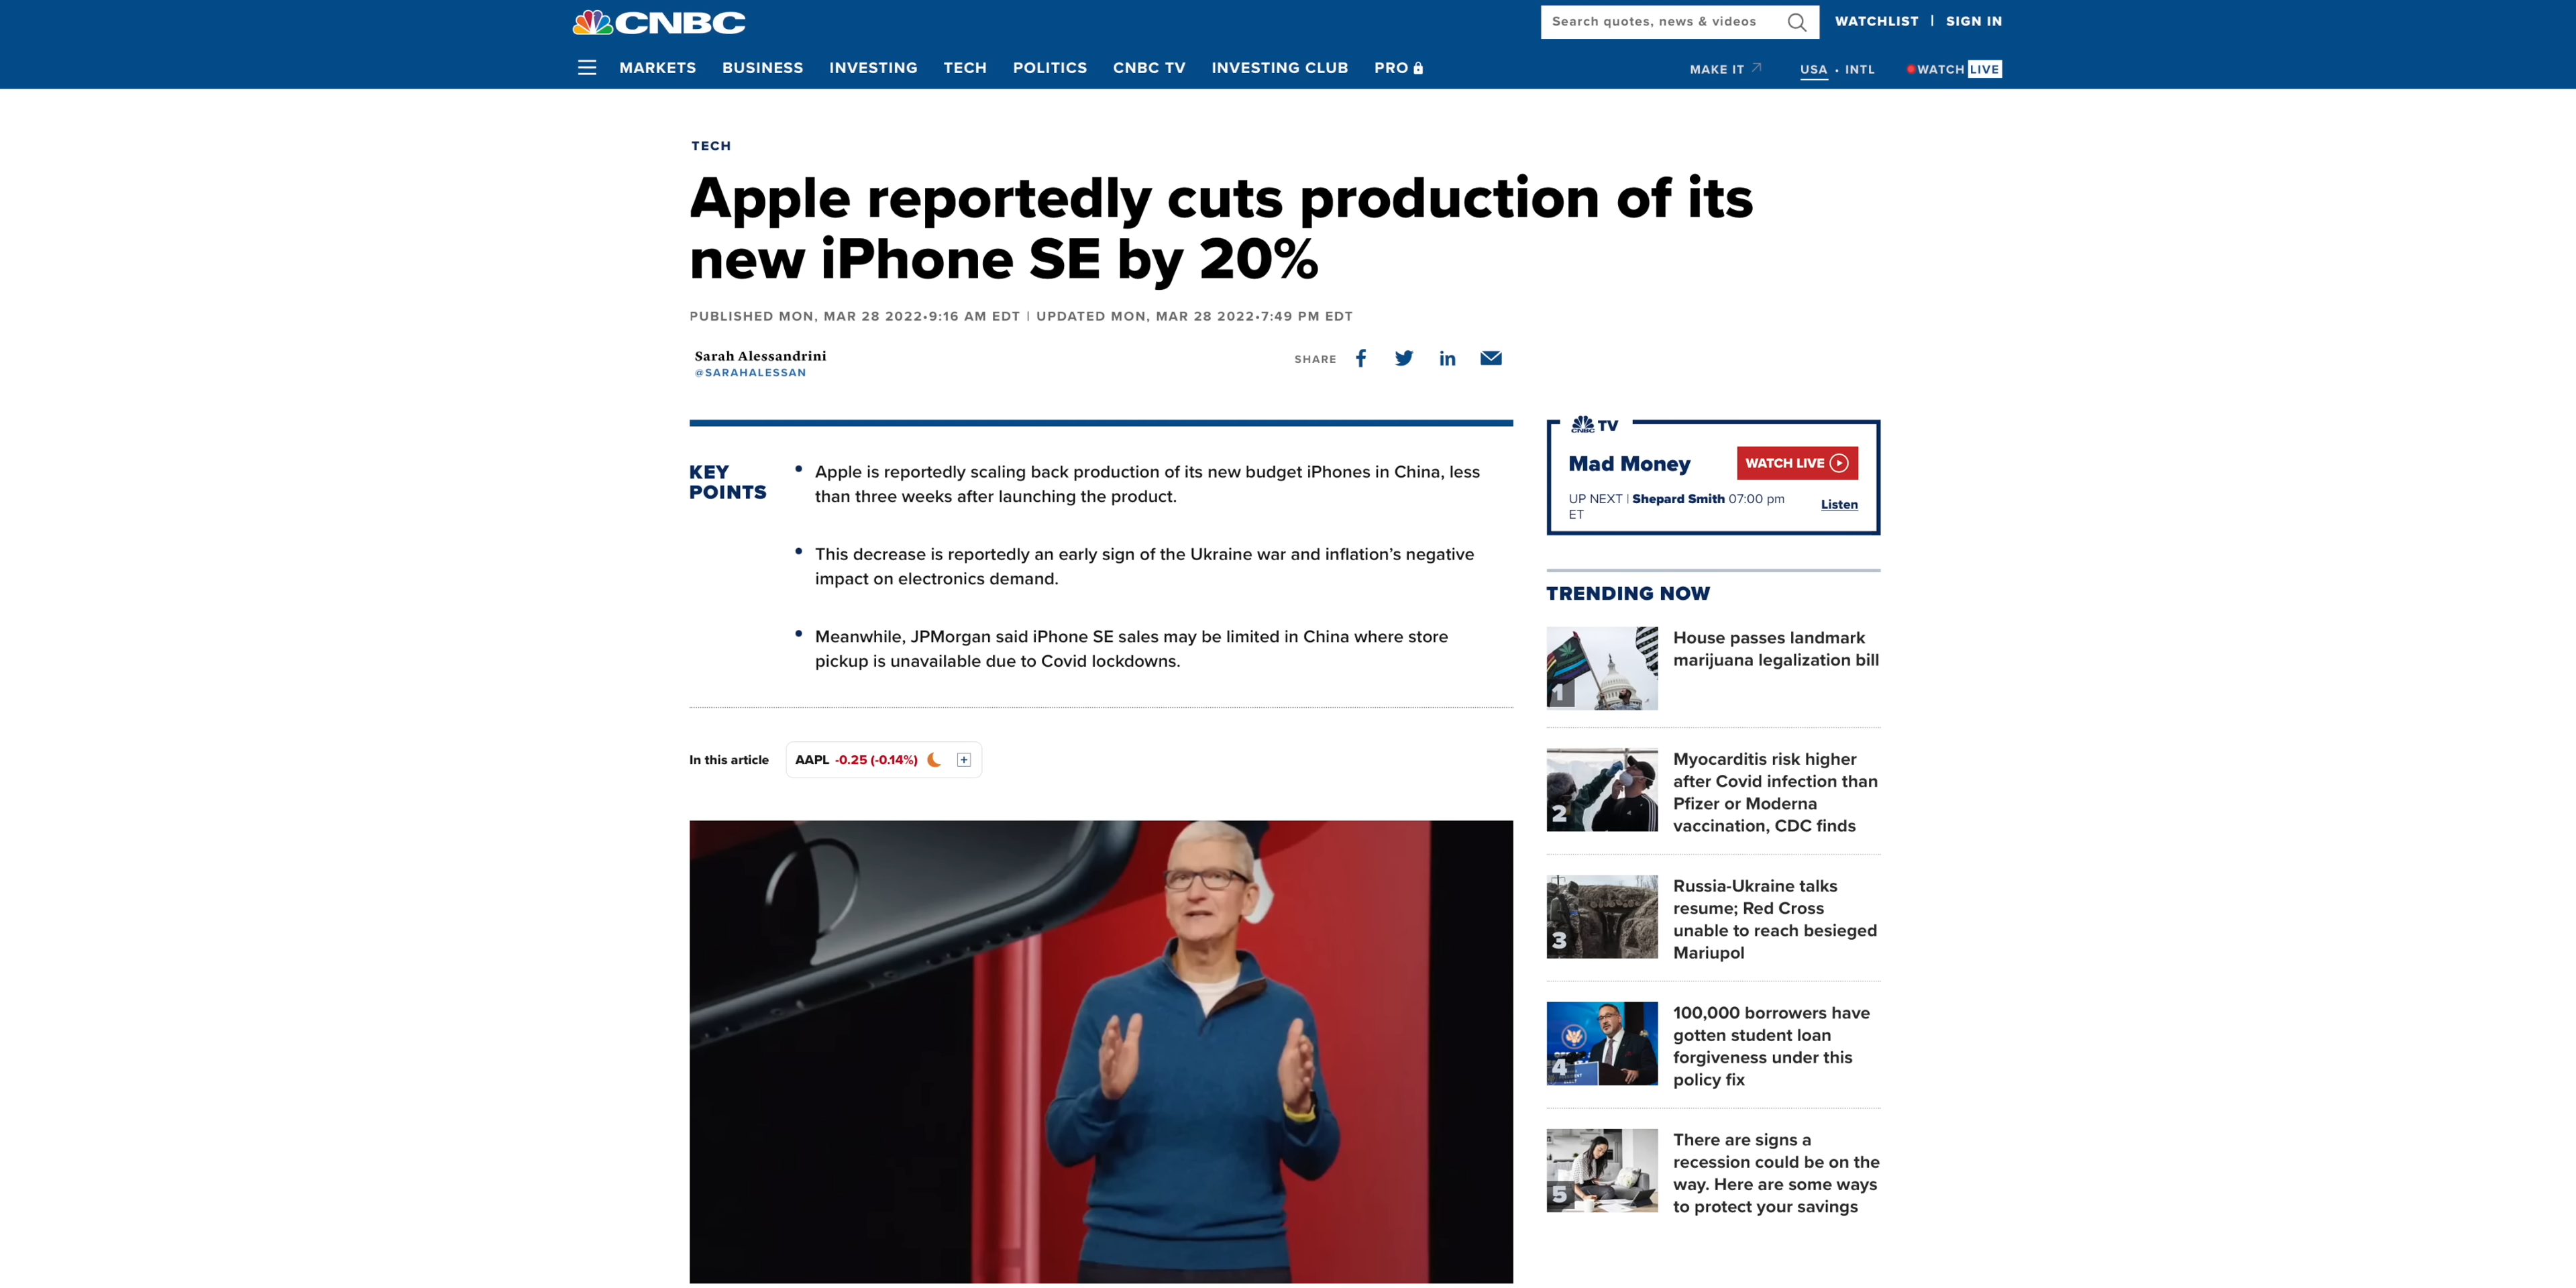 CNBC
Search quotes, news & videos
WATCHLIST | SIGN IN
MARKETS BUSINESS INVESTING TECH POLITICS CNBC TV INVESTING CLUB PRO
MAKE IT USA • INTL WATCH LIVE
TECH
Apple reportedly cuts production of its
new iPhone SE by 20%
PUBLISHED MON, MAR 28 2022•9:16 AM EDT | UPDATED MON, MAR 28 2022•7:49 PM EDT
Sarah Alessandrini
@SARAHALESSAN
SHARE
KEY
POINTS
Apple is reportedly scaling back production of its new budget iPhones in China, less
than three weeks after launching the product.
This decrease is reportedly an early sign of the Ukraine war and inflation’s negative
impact on electronics demand.
Meanwhile, JPMorgan said iPhone SE sales may be limited in China where store
pickup is unavailable due to Covid lockdowns.
In this article
AAPL -0.25 (-0.14%)
CNBC TV
Mad Money
WATCH LIVE
UP NEXT | Shepard Smith 07:00 pm
ET
Listen
TRENDING NOW
1
House passes landmark
marijuana legalization bill
2
Myocarditis risk higher
after Covid infection than
Pfizer or Moderna
vaccination, CDC finds
3
Russia-Ukraine talks
resume; Red Cross
unable to reach besieged
Mariupol
4
100,000 borrowers have
gotten student loan
forgiveness under this
policy fix
5
There are signs a
recession could be on the
way. Here are some ways
to protect your savings